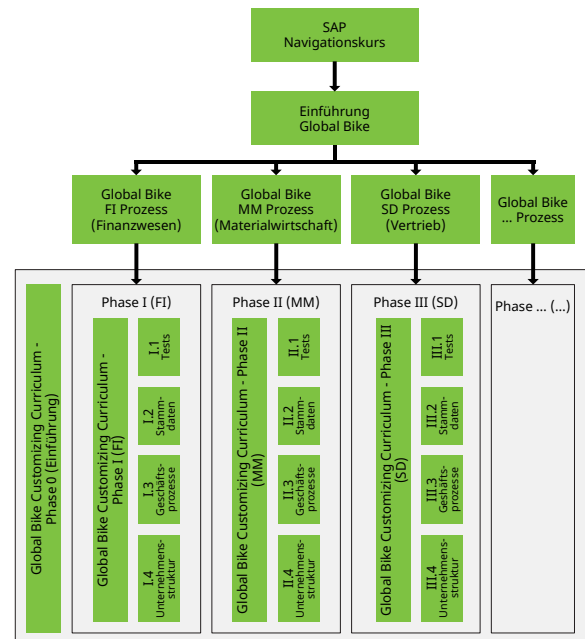 SAP
Navigationskurs
Einführung
Global Bike
Global Bike
FI Prozess
(Finanzwesen)
Global Bike
MM Prozess
(Materialwirtschaft)
Global Bike
SD Prozess
(Vertrieb)
Global Bike
... Prozess
Global Bike Customizing Curriculum -
Phase 0 (Einführung)
Phase I (FI)
Global Bike Customizing Curriculum -
Phase I (FI)
I.1
Tests
I.2
Stamm-
daten
I.3
Geschäfts-
prozesse
I.4
Unternehmens-
struktur
Phase II (MM)
Global Bike Customizing Curriculum - Phase II
(MM)
II.1
Tests
II.2
Stamm-
daten
II.3
Geschäfts-
prozesse
II.4
Unternehmens-
struktur
Phase III (SD)
Global Bike Customizing Curriculum - Phase III
(SD)
III.1
Tests
III.2
Stamm-
daten
III.3
Geshäfts-
prozesse
III.4
Unternehmens-
struktur
Phase ... (...)